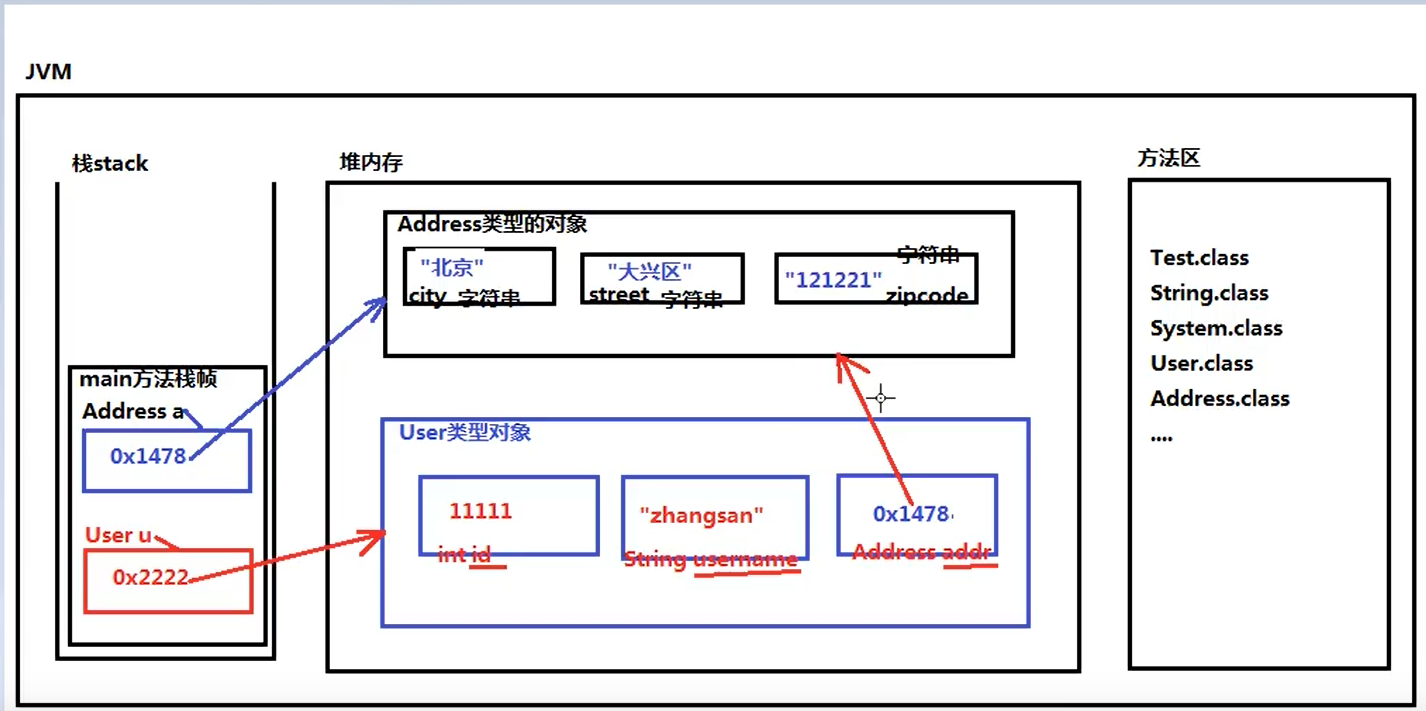 JVM
栈stack
堆内存
方法区
Address类型的对象
"北京"
city 字符串
"大兴区"
street 字符串
字符串
"121221"
zipcode
main方法栈帧
Address a
0x1478
User u
0x2222
User类型对象
11111
int id
"zhangsan"
String username
0x1478
Address addr
Test.class
String.class
System.class
User.class
Address.class
....